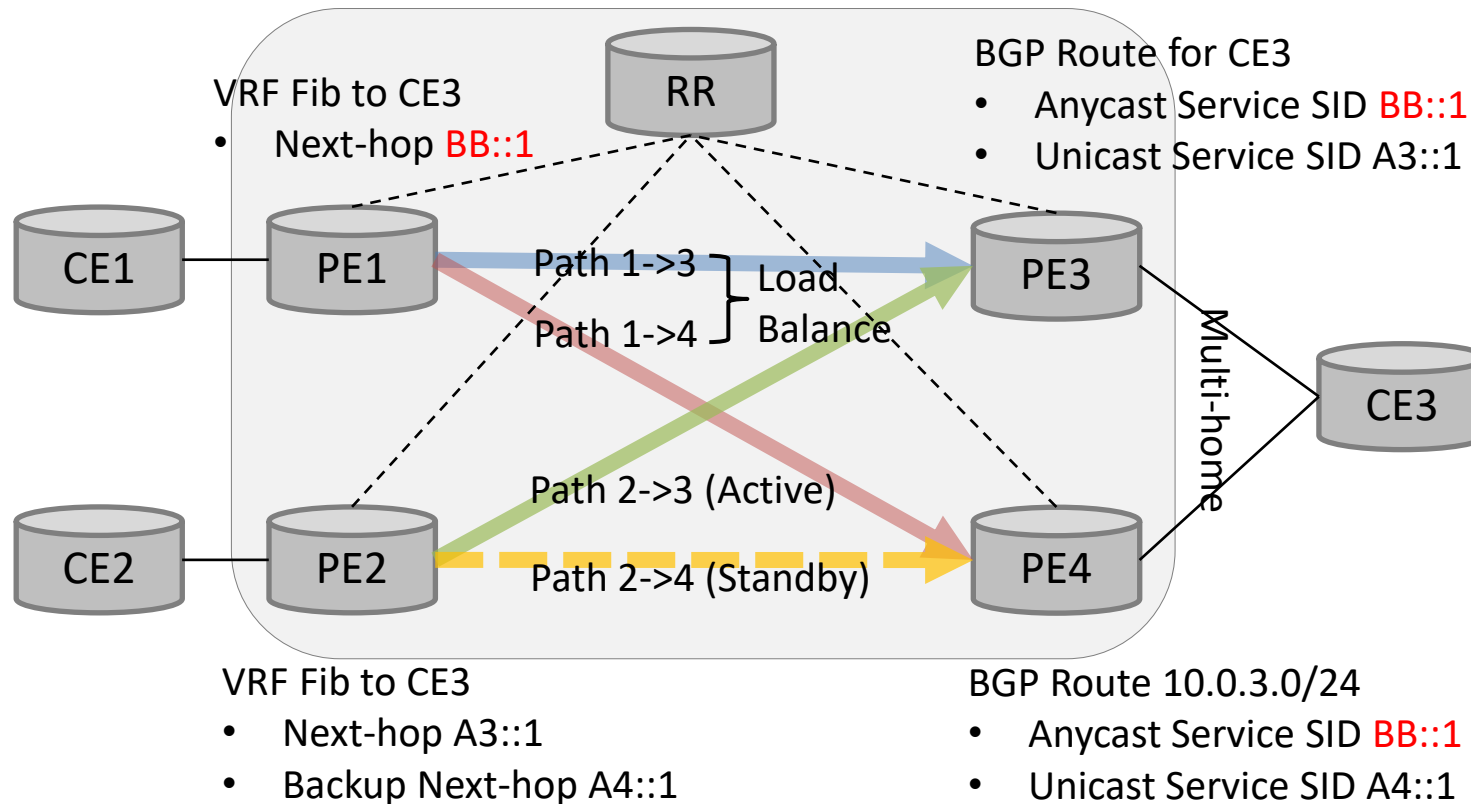 RR
VRF Fib to CE3
• Next-hop BB::1
BGP Route for CE3
• Anycast Service SID BB::1
• Unicast Service SID A3::1
CE1
PE1
Path 1->3
Path 1->4
Load
Balance
PE3
Multi-home
CE3
CE2
PE2
Path 2->3 (Active)
Path 2->4 (Standby)
PE4
VRF Fib to CE3
• Next-hop A3::1
• Backup Next-hop A4::1
BGP Route 10.0.3.0/24
• Anycast Service SID BB::1
• Unicast Service SID A4::1